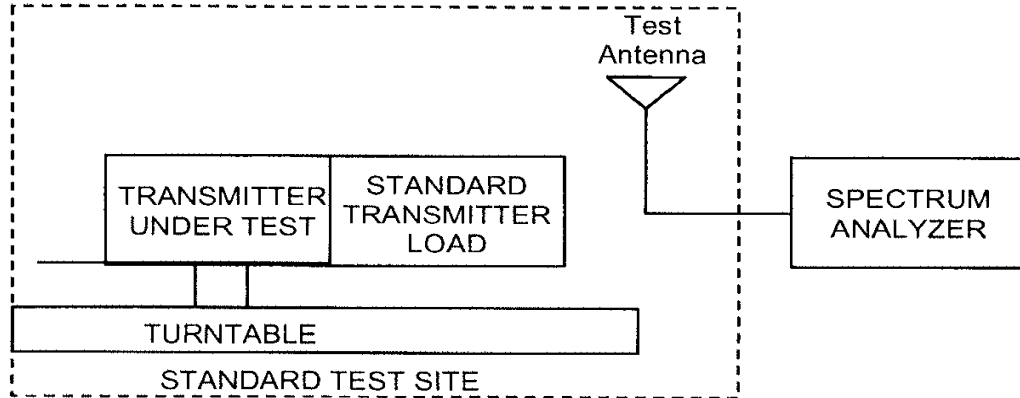 Test
Antenna
TRANSMITTER
UNDER TEST
STANDARD
TRANSMITTER
LOAD
SPECTRUM
ANALYZER
TURNTABLE
STANDARD TEST SITE